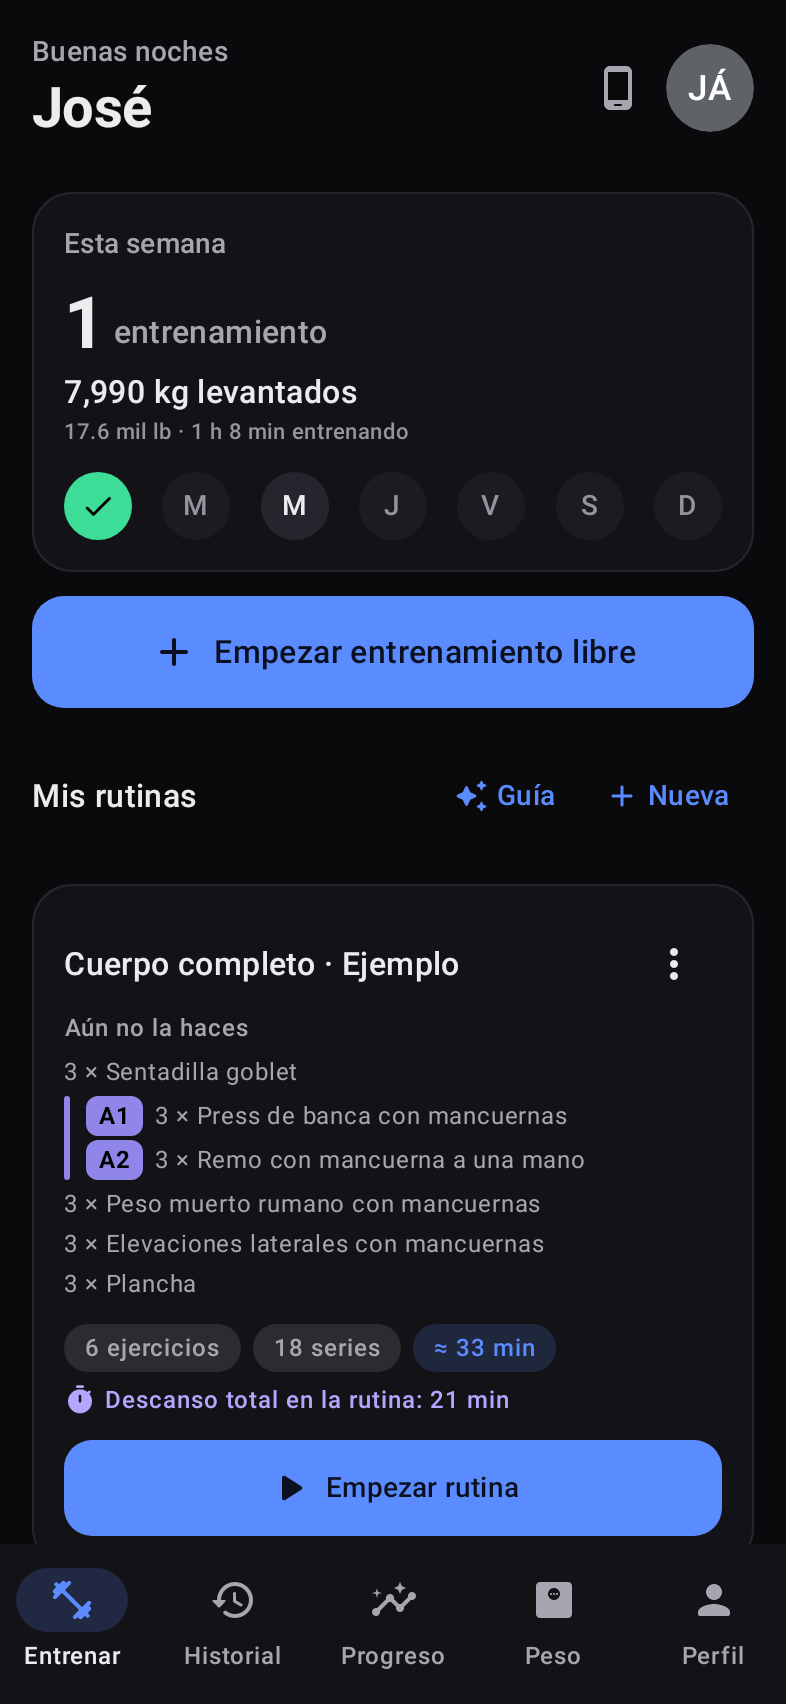 Buenas noches
José
JÁ
Esta semana
1 entrenamiento
7,990 kg levantados
17.6 mil lb · 1 h 8 min entrenando
M M J V S D
Empezar entrenamiento libre
Mis rutinas
Guía
Nueva
Cuerpo completo · Ejemplo
Aún no la haces
3 × Sentadilla goblet
A1 3 × Press de banca con mancuernas
A2 3 × Remo con mancuerna a una mano
3 × Peso muerto rumano con mancuernas
3 × Elevaciones laterales con mancuernas
3 × Plancha
6 ejercicios 18 series ≈ 33 min
Descanso total en la rutina: 21 min
Empezar rutina
Entrenar Historial Progreso Peso Perfil